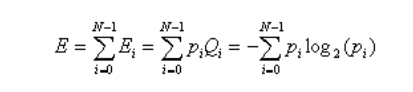 E = \sum_{i=0}^{N-1} E_i = \sum_{i=0}^{N-1} p_i Q_i = -\sum_{i=0}^{N-1} p_i \log_2 (p_i)